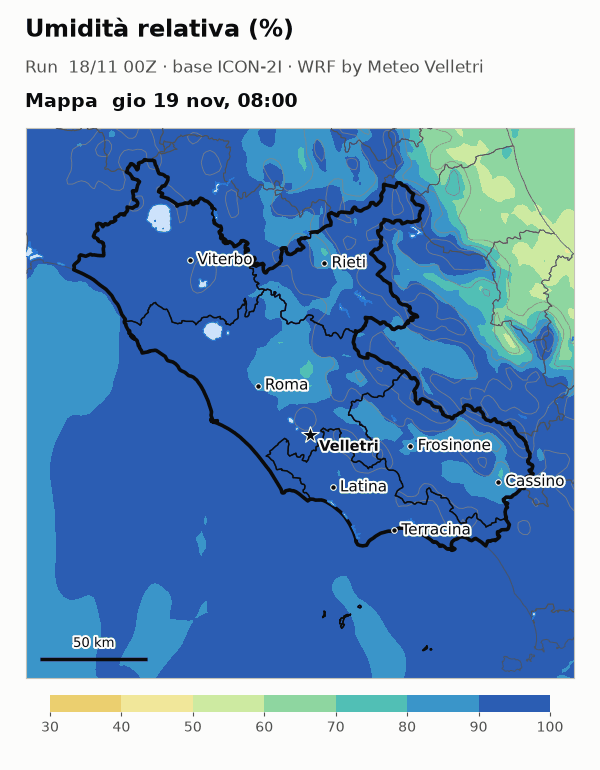 Umidità relativa (%)
Run 18/11 00Z · base ICON-2I · WRF by Meteo Velletri
Mappa gio 19 nov, 08:00
Viterbo
Rieti
Roma
Velletri
Frosinone
Cassino
Latina
Terracina
50 km
30 40 50 60 70 80 90 100